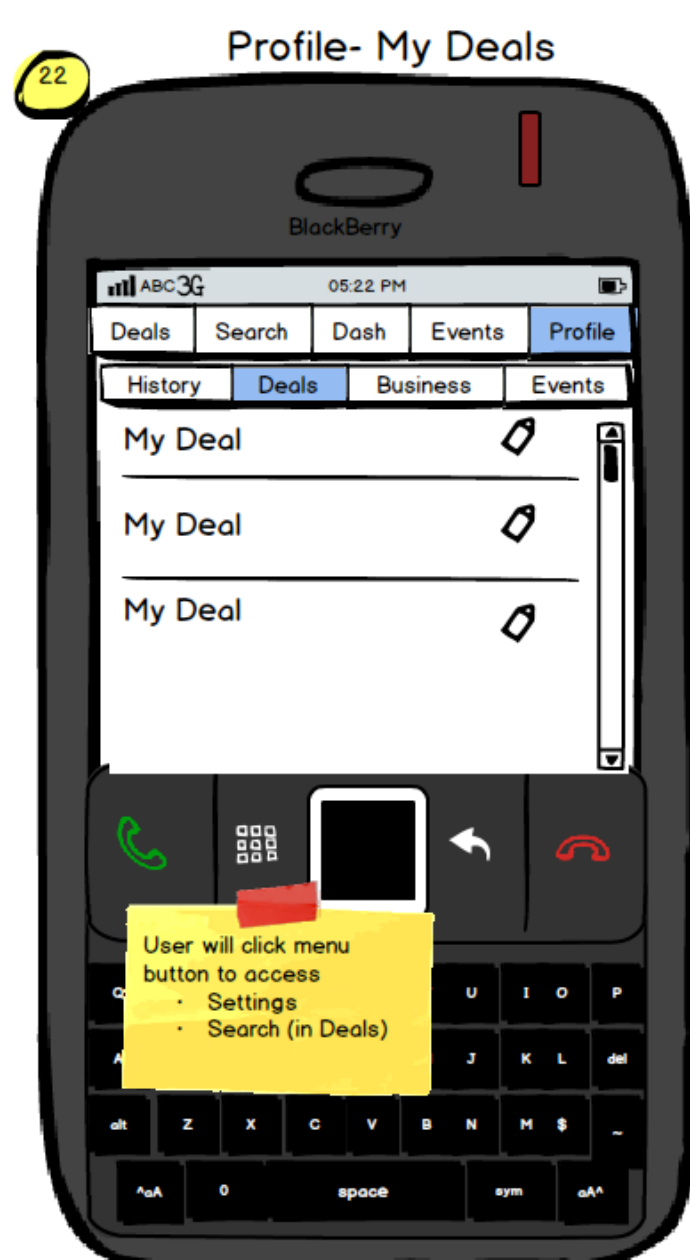 Profile- My Deals
22
BlackBerry
ABC 3G 05:22 PM
Deals Search Dash Events Profile
History Deals Business Events
My Deal
My Deal
My Deal
User will click menu
button to access
· Settings
· Search (in Deals)
U I O P
J K L del
alt Z X C V B N M $ ~
^aA 0 space sym aA^